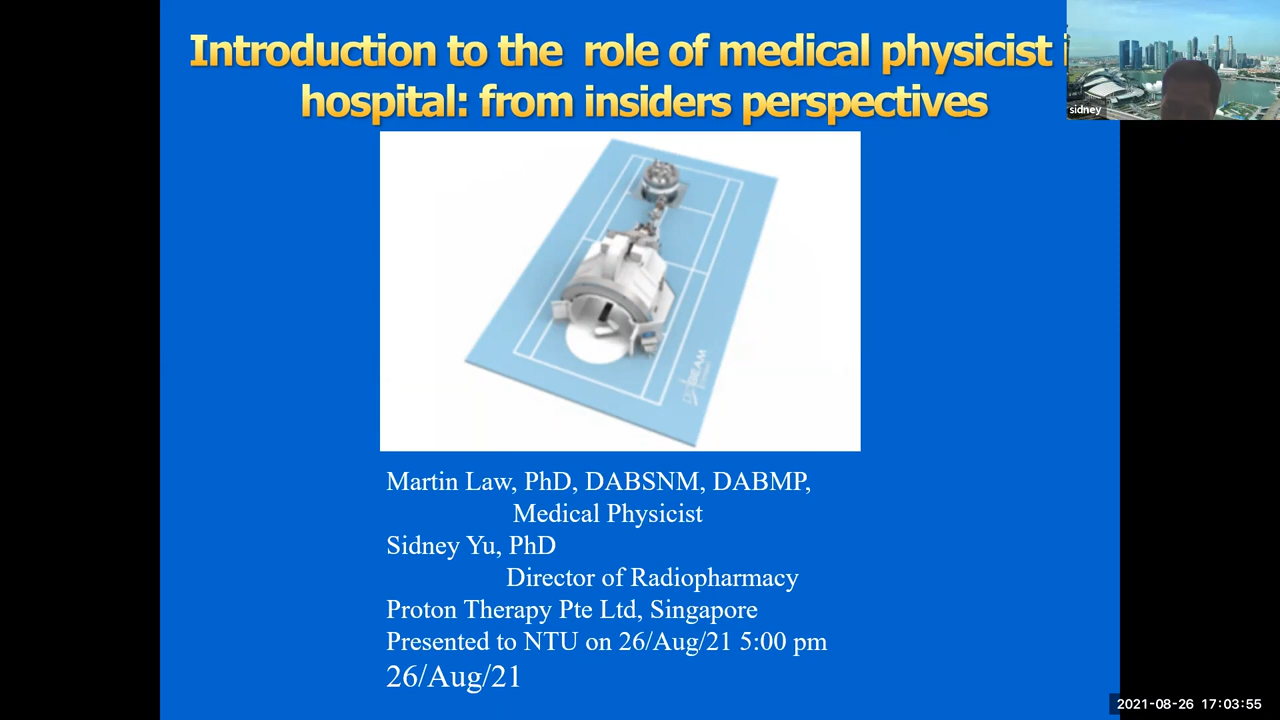 Introduction to the role of medical physicist i
hospital: from insiders perspectives
sidney
BEAM
Martin Law, PhD, DABSNM, DABMP,
Medical Physicist
Sidney Yu, PhD
Director of Radiopharmacy
Proton Therapy Pte Ltd, Singapore
Presented to NTU on 26/Aug/21 5:00 pm
26/Aug/21
2021-08-26 17:03:55